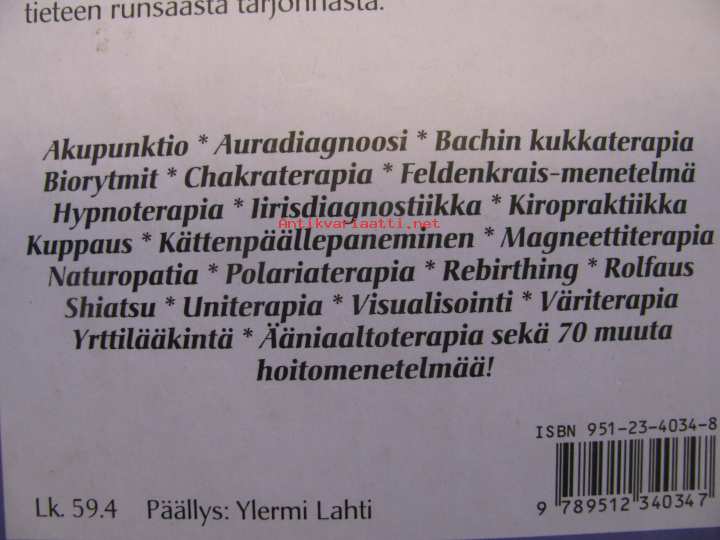 tieteen runsaasta tarjonnasta.
Akupunktio * Auradiagnoosi * Bachin kukkaterapia
Biorytmit * Chakraterapia * Feldenkrais-menetelmä
Hypnoterapia * Iirisdiagnostiikka * Kiropraktiikka
Antikvariaatti.net
Kuppaus * Kättenpäällepaneminen * Magneettiterapia
Naturopatia * Polariaterapia * Rebirthing * Rolfaus
Shiatsu * Uniterapia * Visualisointi * Väriterapia
Yrttilääkintä * Ääniaaltoterapia sekä 70 muuta
hoitomenetelmää!
ISBN 951-23-4034-8
9 789512 340347
Lk. 59.4 Päällys: Ylermi Lahti